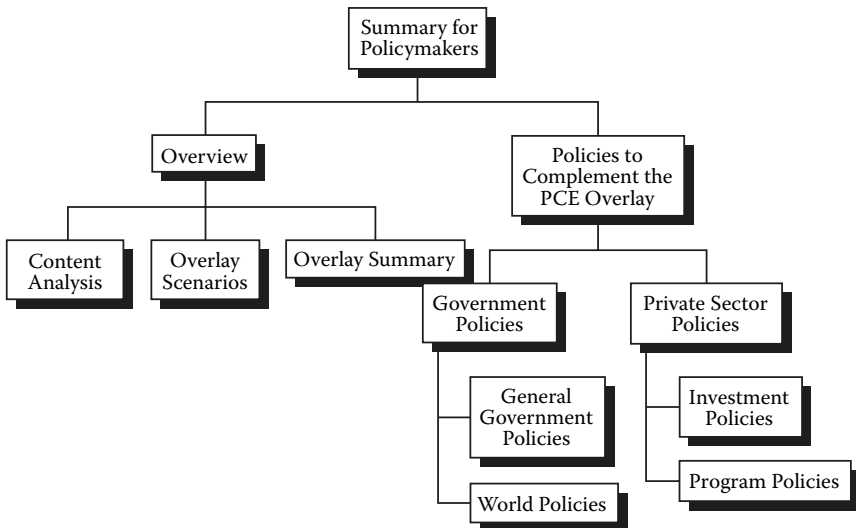 Summary for
Policymakers
Overview
Policies to
Complement the
PCE Overlay
Content
Analysis
Overlay
Scenarios
Overlay Summary
Government
Policies
Private Sector
Policies
General
Government
Policies
Investment
Policies
World Policies
Program Policies